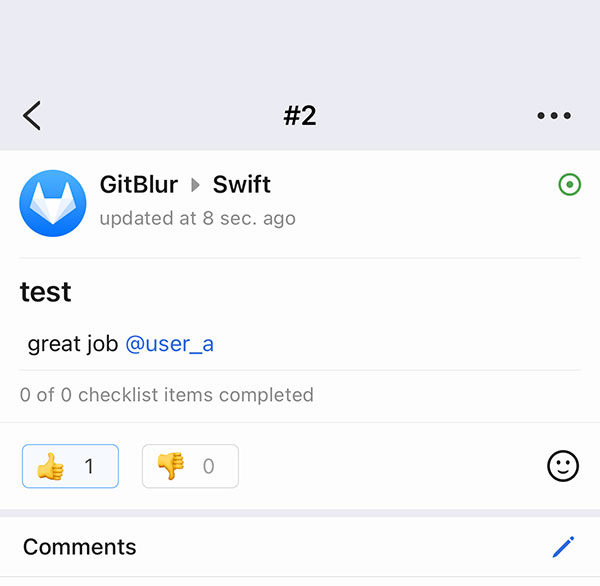 #2
GitBlur Swift
updated at 8 sec. ago
test
great job @user_a
0 of 0 checklist items completed
👍 1 👎 0
Comments